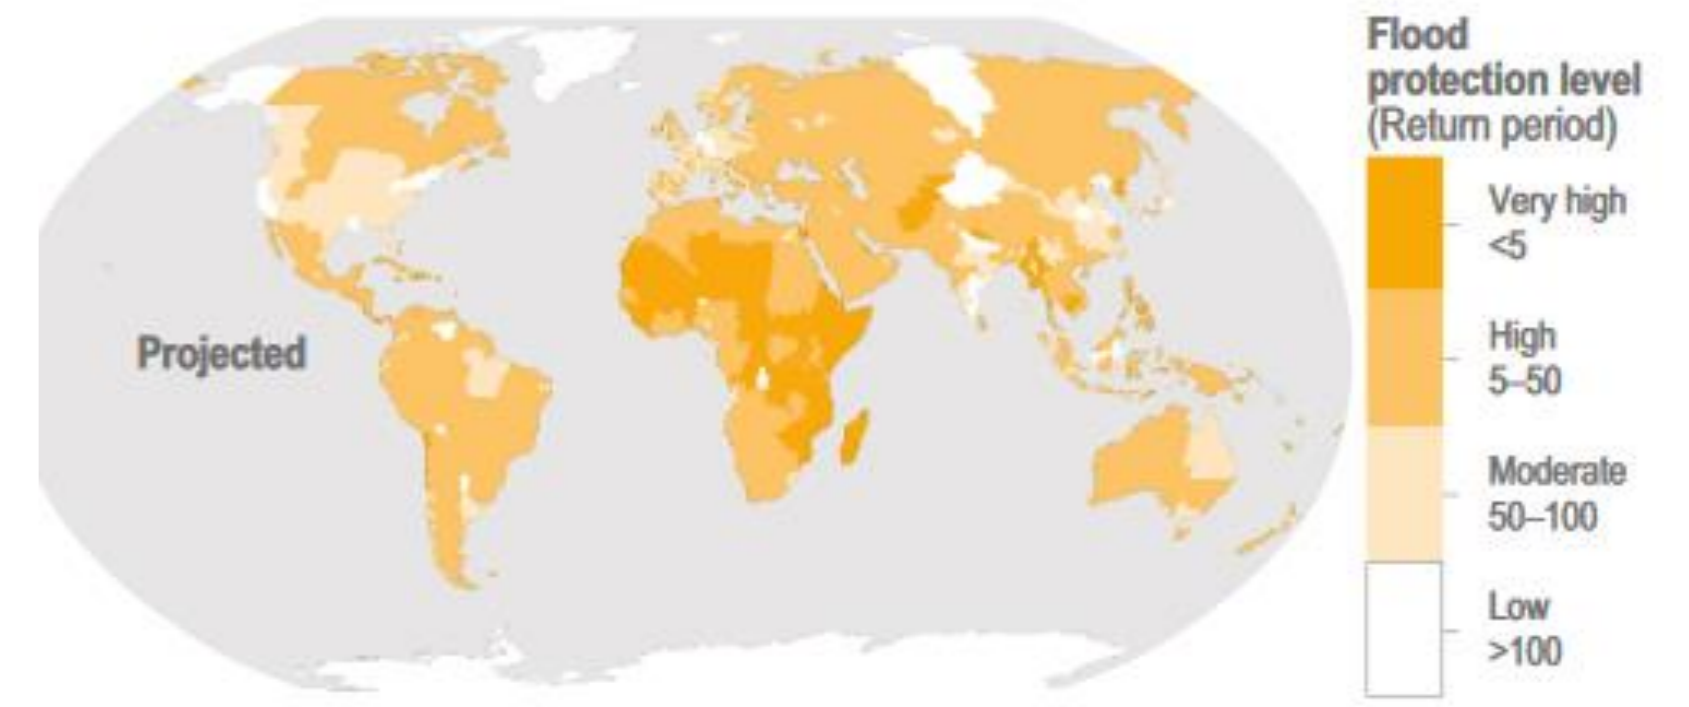 Flood
protection level
(Return period)
Very high
<5
High
5–50
Moderate
50–100
Low
>100
Projected